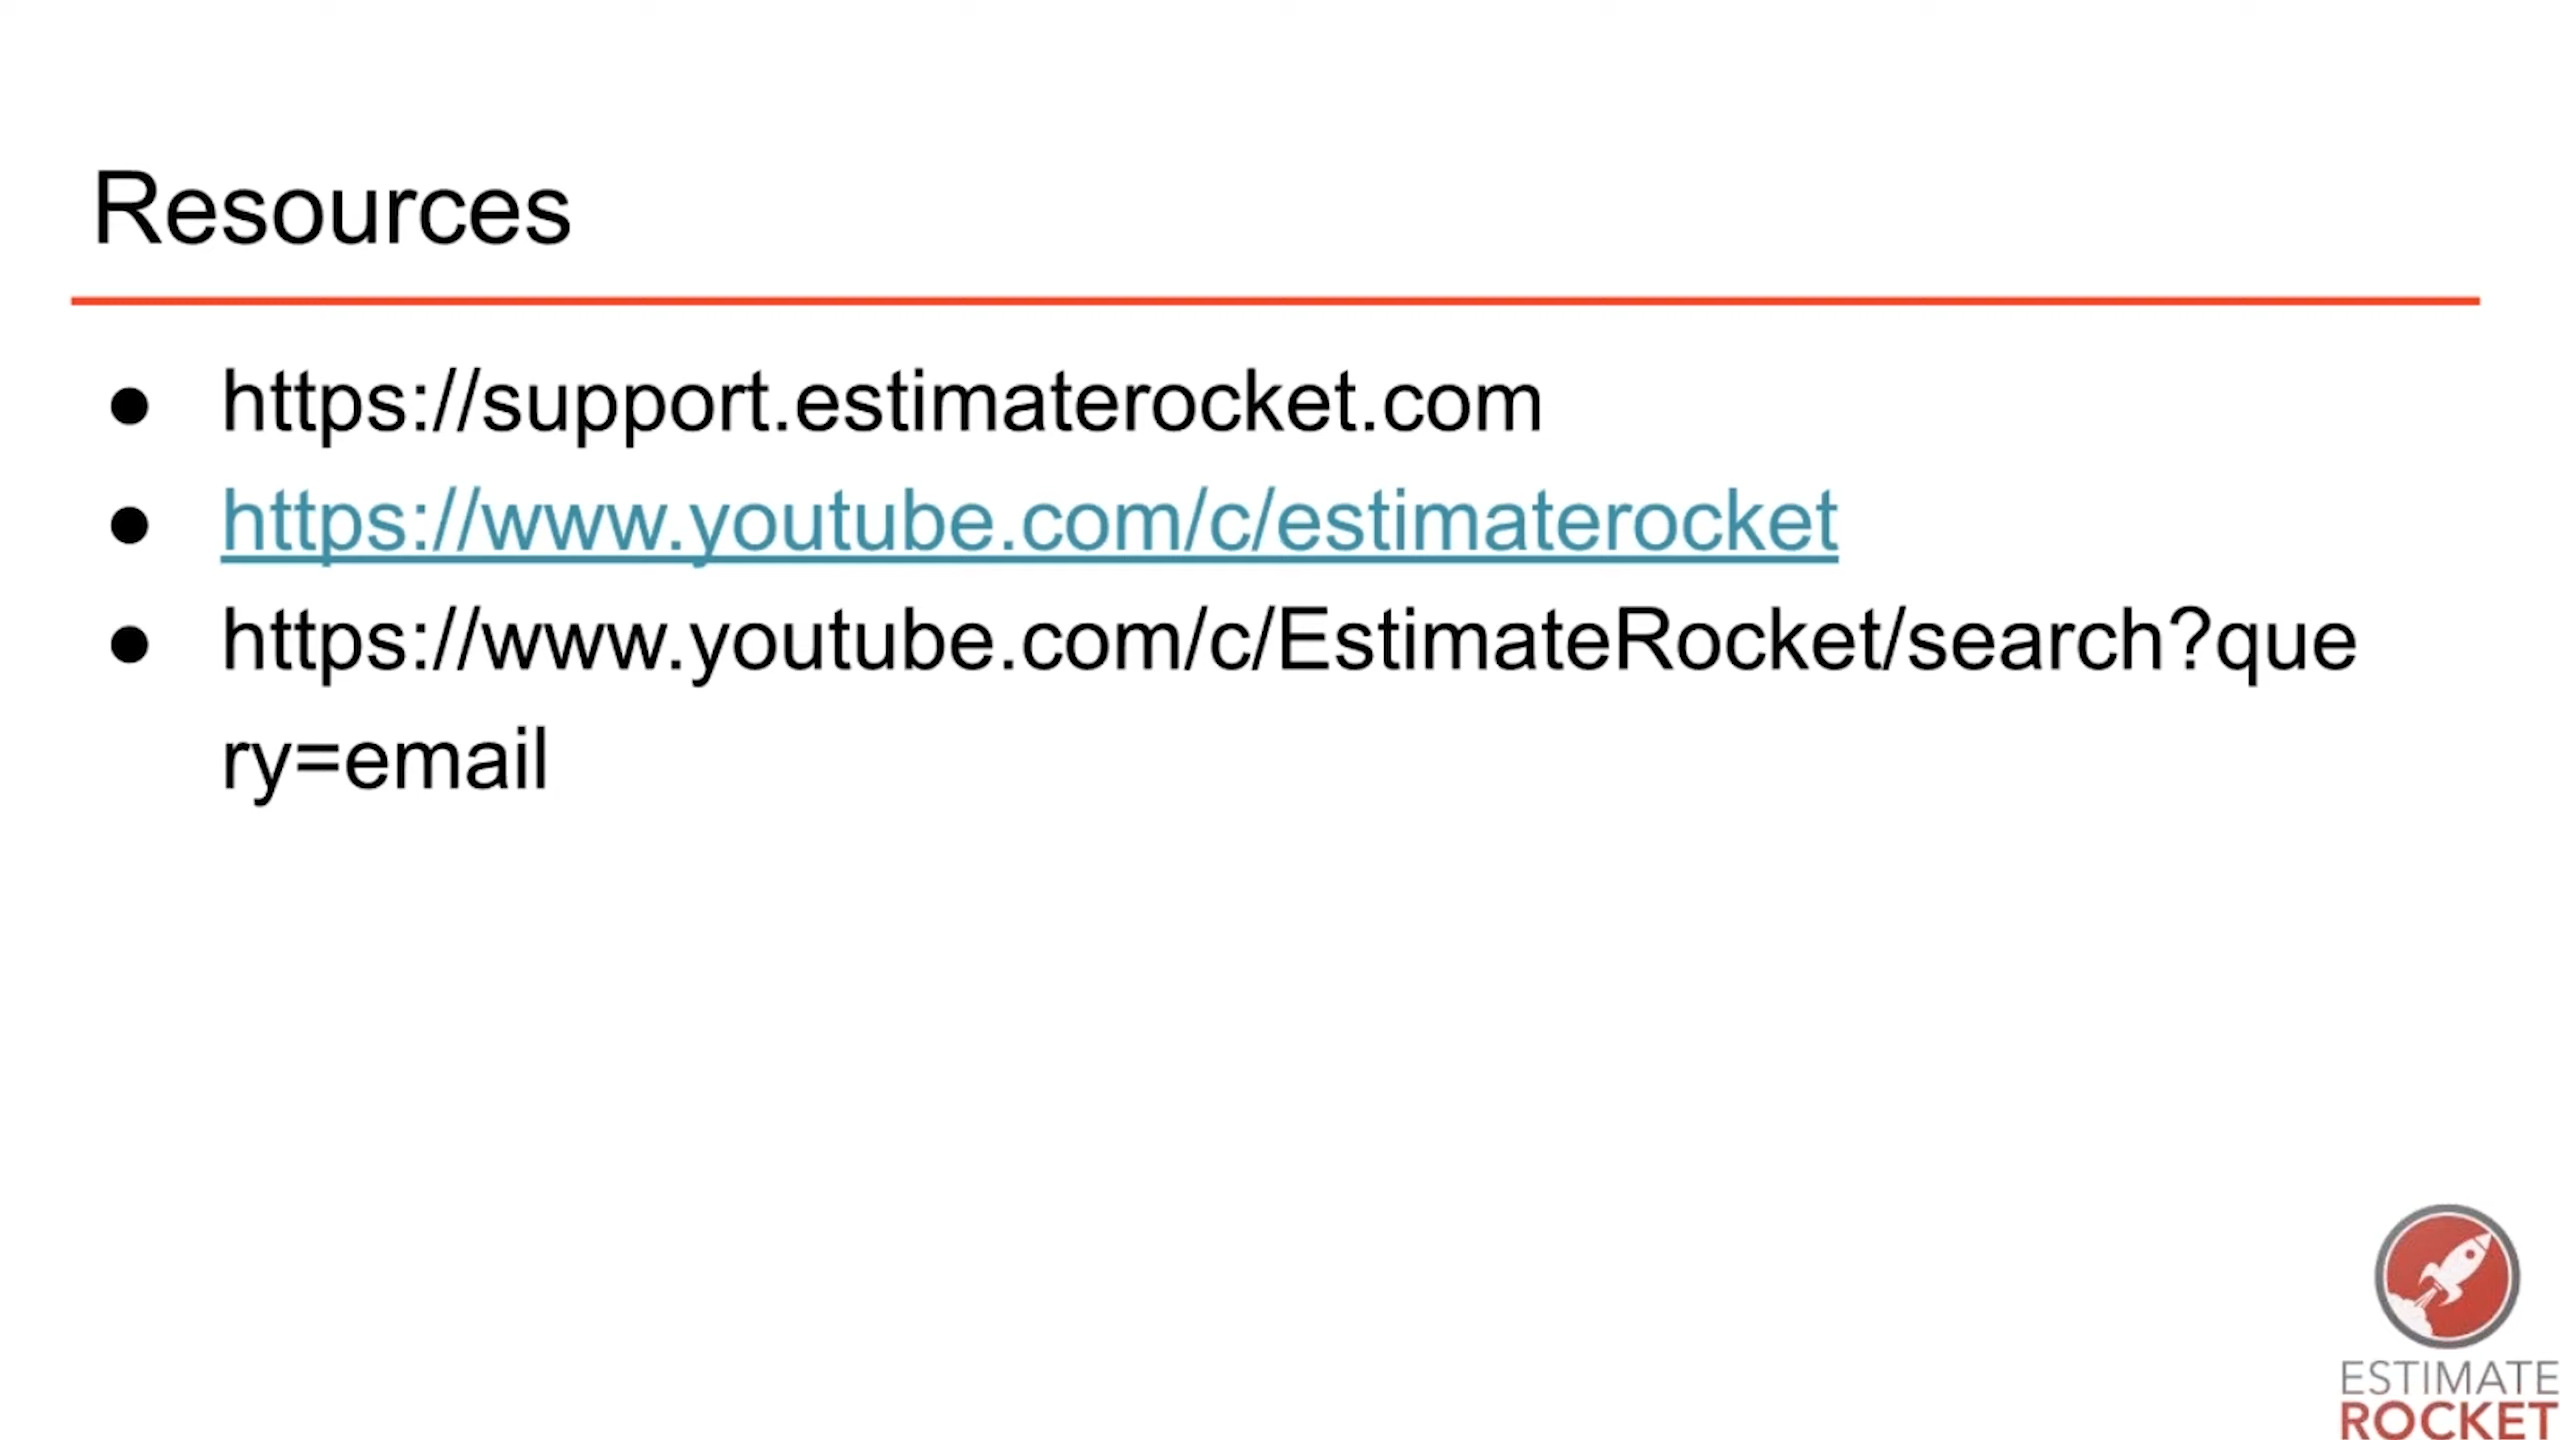 Resources
● https://support.estimaterocket.com
● https://www.youtube.com/c/estimaterocket
● https://www.youtube.com/c/EstimateRocket/search?que
ry=email
ESTIMATE
ROCKET